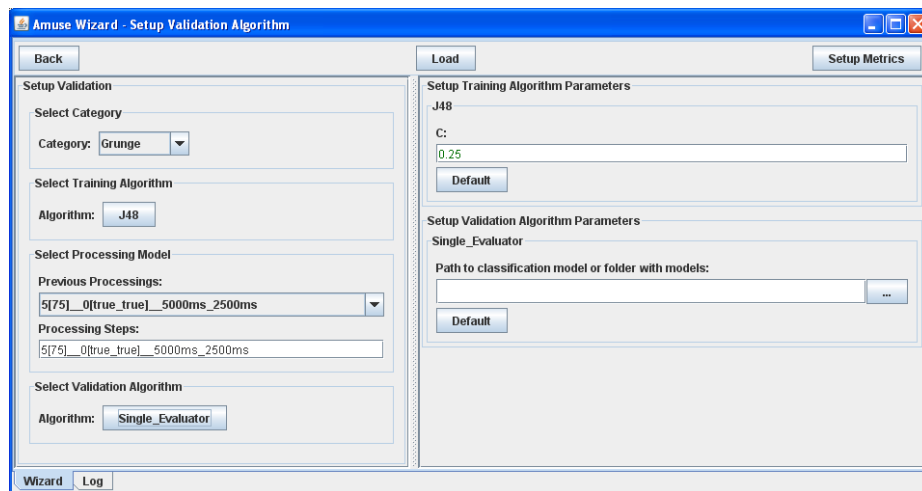 Amuse Wizard - Setup Validation Algorithm
Back
Load
Setup Metrics
Setup Validation
Select Category
Category: Grunge
Select Training Algorithm
Algorithm: J48
Select Processing Model
Previous Processings:
5[75]__0[true_true]__5000ms_2500ms
Processing Steps:
5[75]__0[true_true]__5000ms_2500ms
Select Validation Algorithm
Algorithm: Single_Evaluator
Setup Training Algorithm Parameters
J48
C:
0.25
Default
Setup Validation Algorithm Parameters
Single_Evaluator
Path to classification model or folder with models:
...
Default
Wizard Log